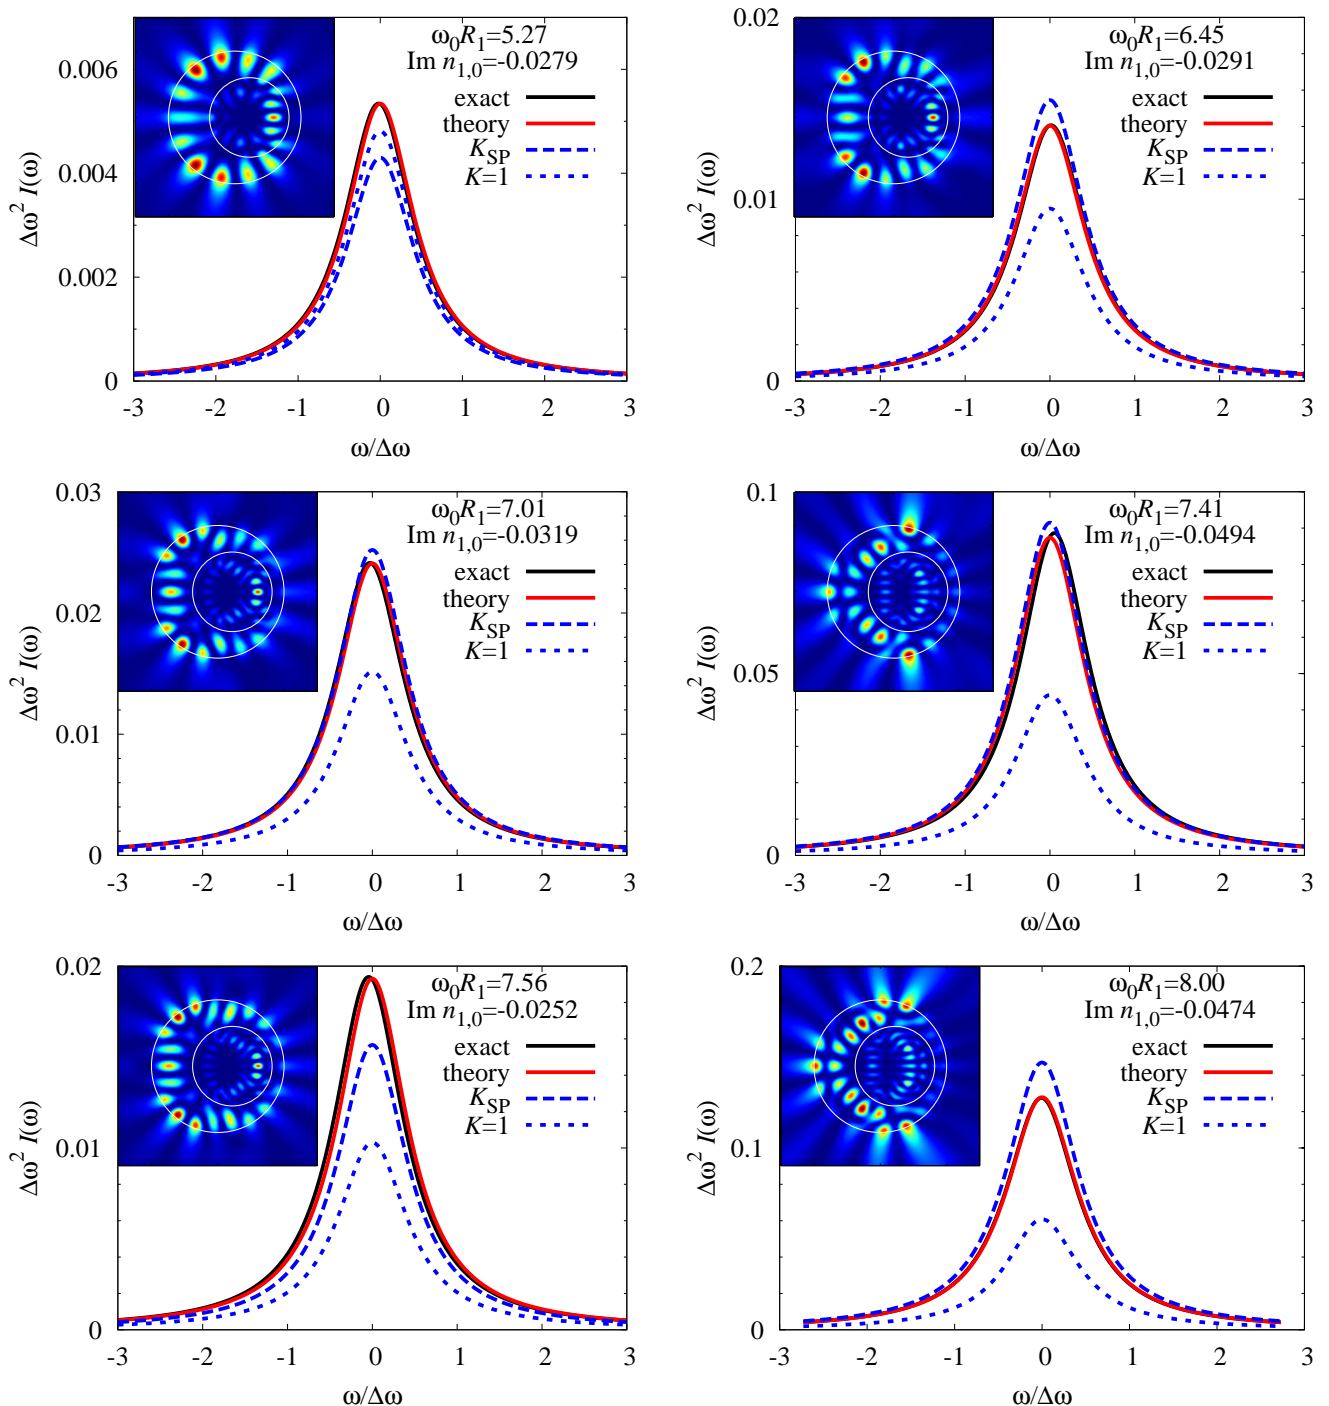 ω₀R₁=5.27
Im n₁,₀=-0.0279
exact
theory
K_SP
K=1
0.006
0.004
0.002
0
-3 -2 -1 0 1 2 3
Δω² I(ω)
ω/Δω
ω₀R₁=6.45
Im n₁,₀=-0.0291
exact
theory
K_SP
K=1
0.02
0.01
0
-3 -2 -1 0 1 2 3
Δω² I(ω)
ω/Δω
ω₀R₁=7.01
Im n₁,₀=-0.0319
exact
theory
K_SP
K=1
0.03
0.02
0.01
0
-3 -2 -1 0 1 2 3
Δω² I(ω)
ω/Δω
ω₀R₁=7.41
Im n₁,₀=-0.0494
exact
theory
K_SP
K=1
0.1
0.05
0
-3 -2 -1 0 1 2 3
Δω² I(ω)
ω/Δω
ω₀R₁=7.56
Im n₁,₀=-0.0252
exact
theory
K_SP
K=1
0.02
0.01
0
-3 -2 -1 0 1 2 3
Δω² I(ω)
ω/Δω
ω₀R₁=8.00
Im n₁,₀=-0.0474
exact
theory
K_SP
K=1
0.2
0.1
0
-3 -2 -1 0 1 2 3
Δω² I(ω)
ω/Δω